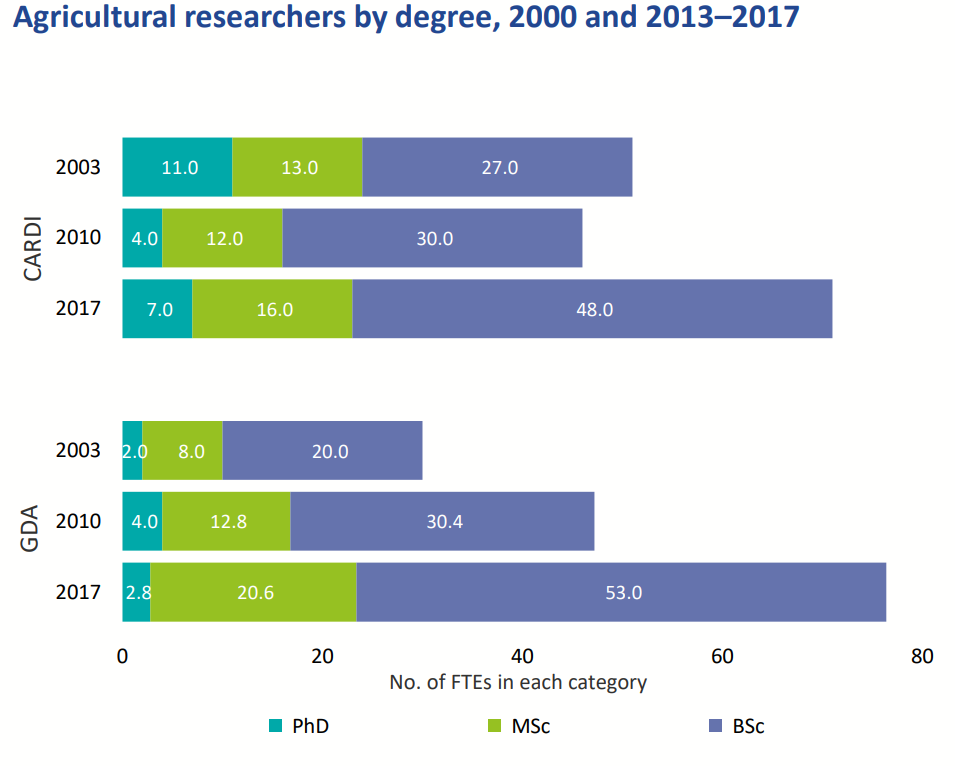 Agricultural researchers by degree, 2000 and 2013–2017
CARDI
2003 11.0 13.0 27.0
2010 4.0 12.0 30.0
2017 7.0 16.0 48.0
GDA
2003 2.0 8.0 20.0
2010 4.0 12.8 30.4
2017 2.8 20.6 53.0
0 20 40 60 80
No. of FTEs in each category
PhD MSc BSc